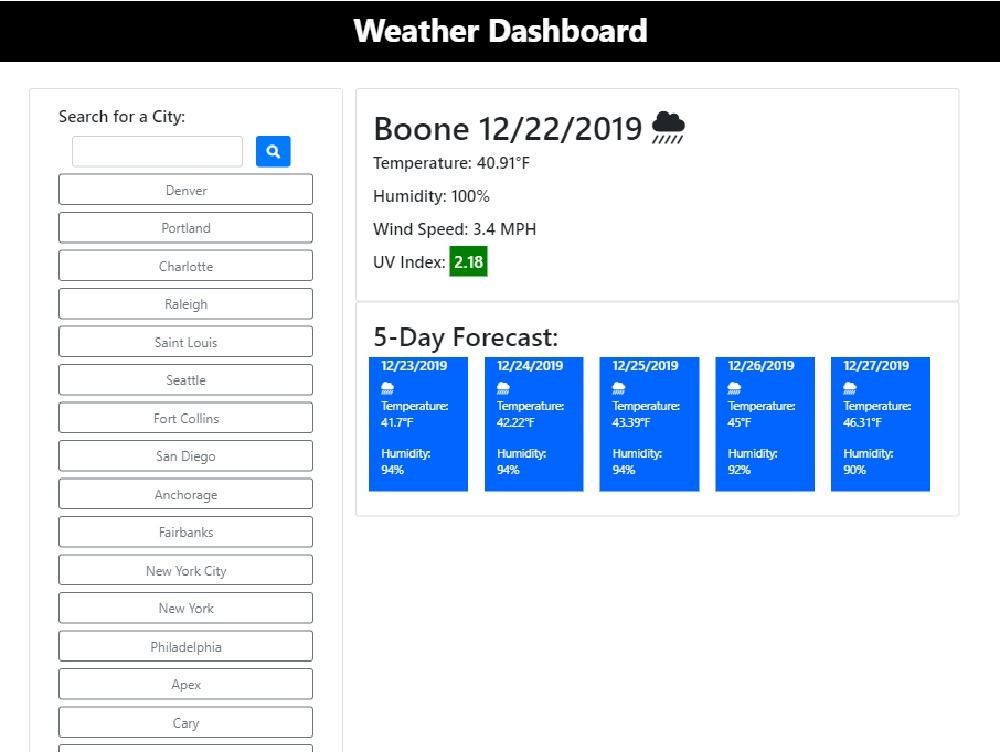 Weather Dashboard
Search for a City:
Denver
Portland
Charlotte
Raleigh
Saint Louis
Seattle
Fort Collins
San Diego
Anchorage
Fairbanks
New York City
New York
Philadelphia
Apex
Cary
Boone 12/22/2019
Temperature: 40.91°F
Humidity: 100%
Wind Speed: 3.4 MPH
UV Index: 2.18
5-Day Forecast:
12/23/2019
Temperature:
41.7°F
Humidity:
94%
12/24/2019
Temperature:
42.22°F
Humidity:
94%
12/25/2019
Temperature:
43.39°F
Humidity:
94%
12/26/2019
Temperature:
45°F
Humidity:
92%
12/27/2019
Temperature:
46.31°F
Humidity:
90%